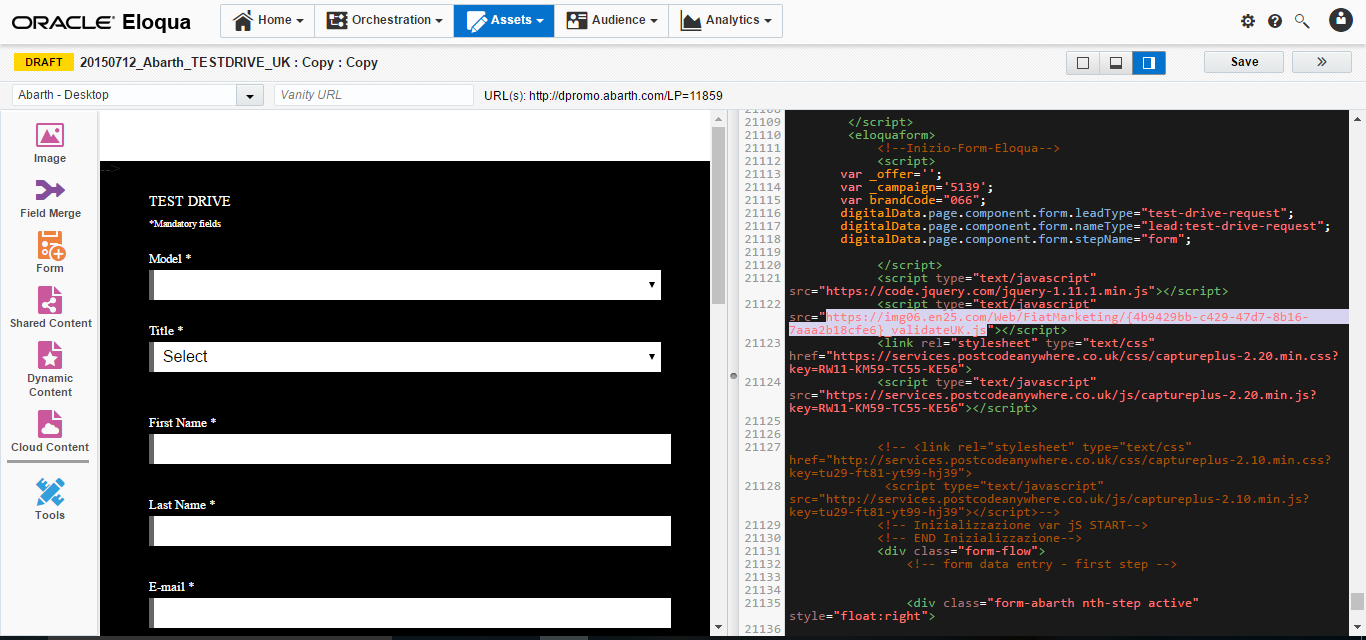 ORACLE® Eloqua
Home
Orchestration
Assets
Audience
Analytics
DRAFT
20150712_Abarth_TESTDRIVE_UK : Copy : Copy
Save
»
Abarth - Desktop
Vanity URL
URL(s): http://dpromo.abarth.com/LP=11859
Image
Field Merge
Form
Shared Content
Dynamic
Content
Cloud Content
Tools
-->
TEST DRIVE
*Mandatory fields
Model *
Title *
Select
First Name *
Last Name *
E-mail *
21108
21109 </script>
21110 <eloquaform>
21111 <!--Inizio-Form-Eloqua-->
21112 <script>
21113 var _offer='';
21114 var _campaign='5139';
21115 var brandCode="066";
21116 digitalData.page.component.form.leadType="test-drive-request";
21117 digitalData.page.component.form.nameType="lead:test-drive-request";
21118 digitalData.page.component.form.stepName="form";
21119
21120 </script>
21121 <script type="text/javascript"
src="https://code.jquery.com/jquery-1.11.1.min.js"></script>
21122 <script type="text/javascript"
src="https://img06.en25.com/Web/FiatMarketing/{4b9429bb-c429-47d7-8b16-
7aaa2b18cfe6}_validateUK.js"></script>
21123 <link rel="stylesheet" type="text/css"
href="https://services.postcodeanywhere.co.uk/css/captureplus-2.20.min.css?
key=RW11-KM59-TC55-KE56">
21124 <script type="text/javascript"
src="https://services.postcodeanywhere.co.uk/js/captureplus-2.20.min.js?
key=RW11-KM59-TC55-KE56"></script>
21125
21126
21127 <!-- <link rel="stylesheet" type="text/css"
href="http://services.postcodeanywhere.co.uk/css/captureplus-2.10.min.css?
key=tu29-ft81-yt99-hj39">
21128 <script type="text/javascript"
src="http://services.postcodeanywhere.co.uk/js/captureplus-2.10.min.js?
key=tu29-ft81-yt99-hj39"></script>-->
21129 <!-- Inizializzazione var jS START-->
21130 <!-- END Inizializzazione-->
21131 <div class="form-flow">
21132 <!-- form data entry - first step -->
21133
21134
21135 <div class="form-abarth nth-step active"
style="float:right">
21136